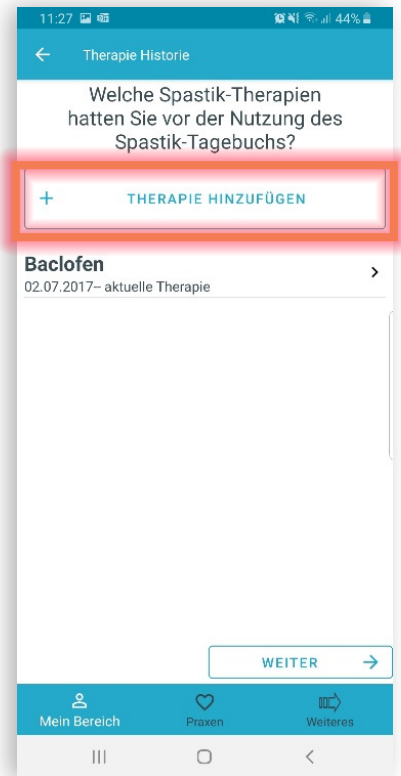 11:27 44%
Therapie Historie
Welche Spastik-Therapien
hatten Sie vor der Nutzung des
Spastik-Tagebuchs?
+ THERAPIE HINZUFÜGEN
Baclofen
02.07.2017– aktuelle Therapie
WEITER
Mein Bereich Praxen Weiteres